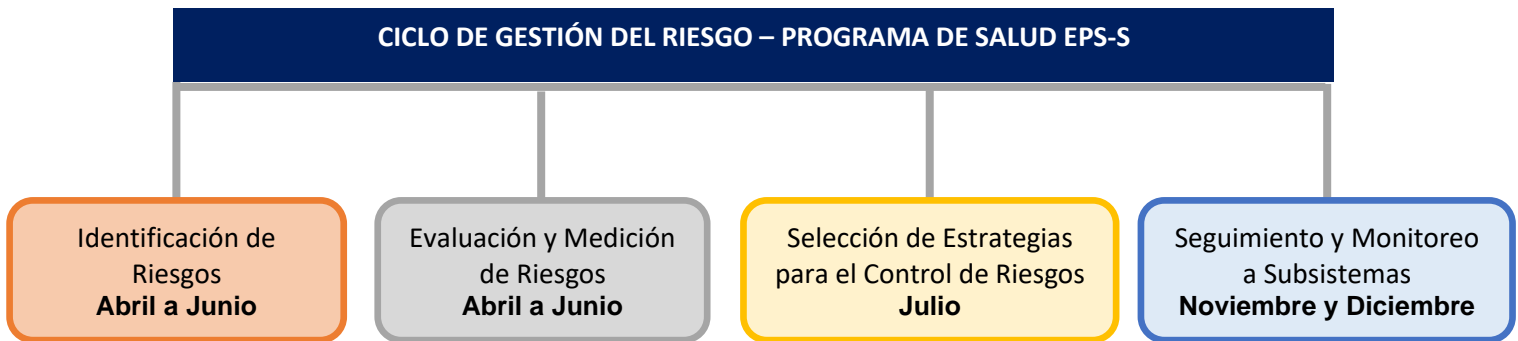 CICLO DE GESTIÓN DEL RIESGO – PROGRAMA DE SALUD EPS-S
Identificación de
Riesgos
Abril a Junio
Evaluación y Medición
de Riesgos
Abril a Junio
Selección de Estrategias
para el Control de Riesgos
Julio
Seguimiento y Monitoreo
a Subsistemas
Noviembre y Diciembre